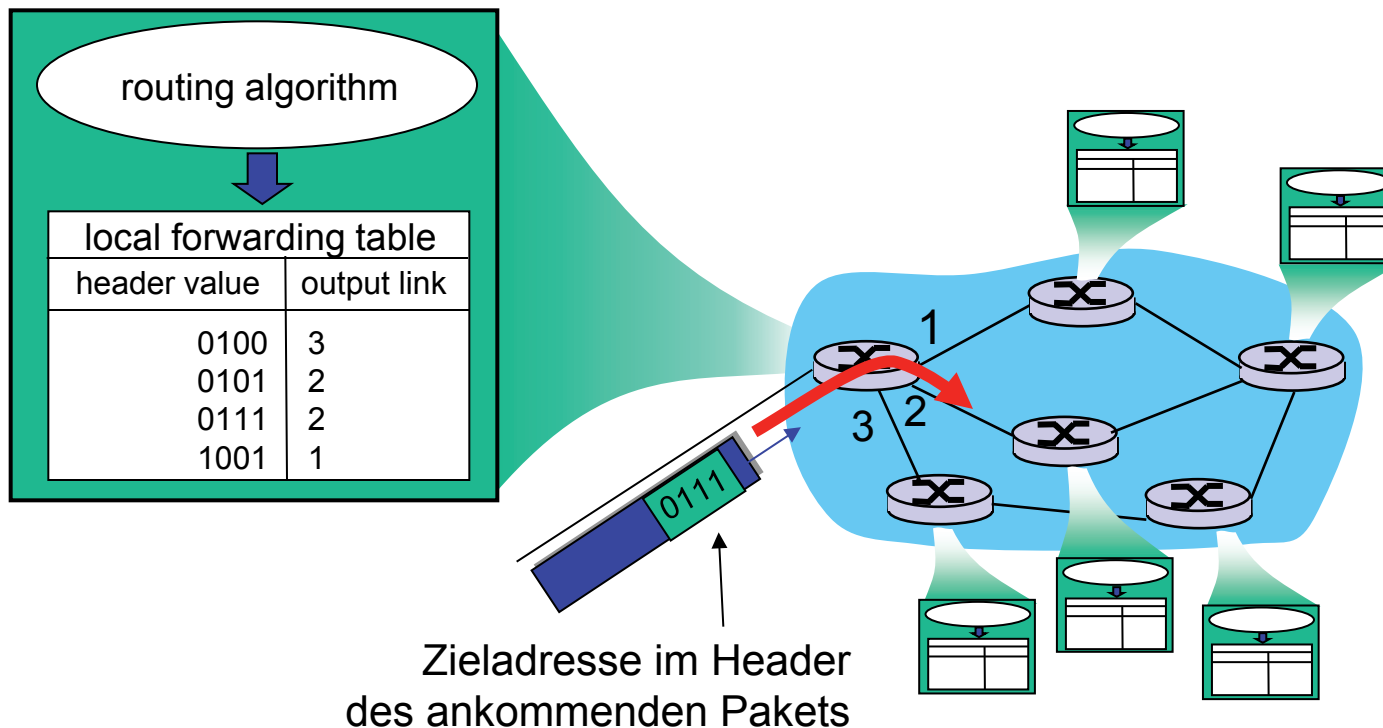 routing algorithm
local forwarding table
header value output link
0100 3
0101 2
0111 2
1001 1
1
2
3
0111
Zieladresse im Header
des ankommenden Pakets